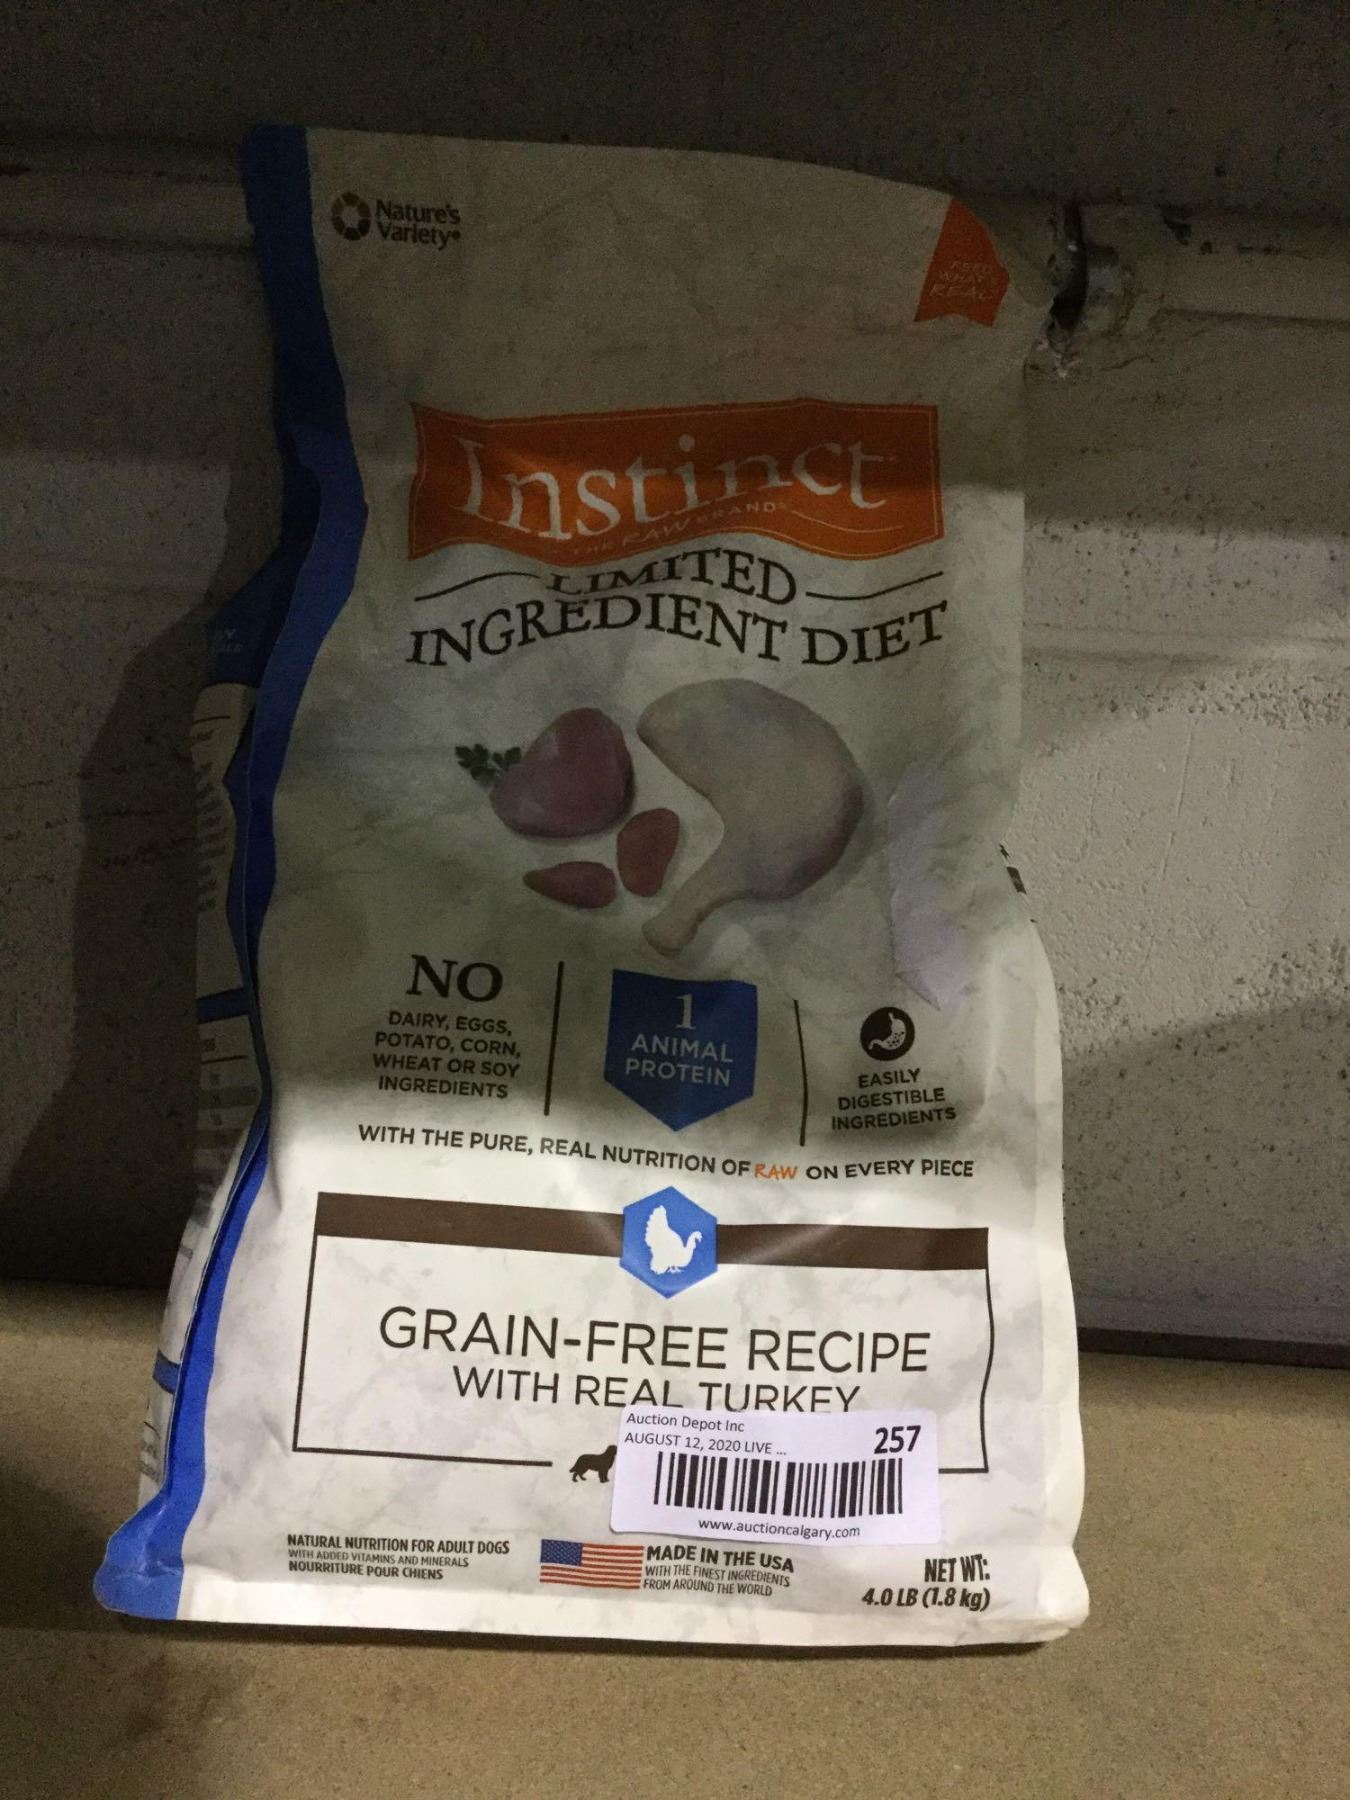 Nature's
Variety
FEED
WHAT'S
REAL
Instinct
THE RAW BRAND
LIMITED
INGREDIENT DIET
NO
DAIRY, EGGS,
POTATO, CORN,
WHEAT OR SOY
INGREDIENTS
1
ANIMAL
PROTEIN
EASILY
DIGESTIBLE
INGREDIENTS
WITH THE PURE, REAL NUTRITION OF RAW ON EVERY PIECE
GRAIN-FREE RECIPE
WITH REAL TURKEY
Auction Depot Inc
AUGUST 12, 2020 LIVE ...
257
www.auctioncalgary.com
NATURAL NUTRITION FOR ADULT DOGS
WITH ADDED VITAMINS AND MINERALS
NOURRITURE POUR CHIENS
MADE IN THE USA
WITH THE FINEST INGREDIENTS
FROM AROUND THE WORLD
NET WT:
4.0 LB (1.8 kg)